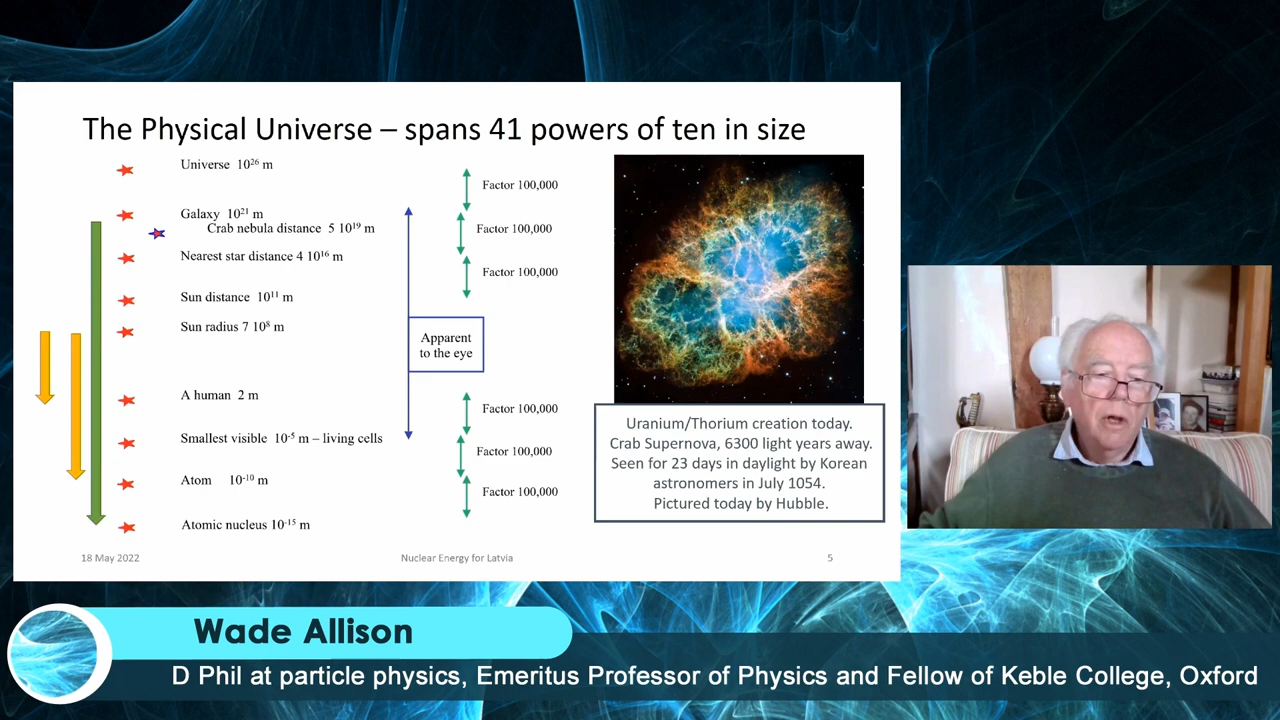 The Physical Universe – spans 41 powers of ten in size
Universe 10²⁶ m
Factor 100,000
Galaxy 10²¹ m
Crab nebula distance 5 10¹⁹ m
Factor 100,000
Nearest star distance 4 10¹⁶ m
Factor 100,000
Sun distance 10¹¹ m
Sun radius 7 10⁸ m
Apparent
to the eye
A human 2 m
Factor 100,000
Smallest visible 10⁻⁵ m – living cells
Factor 100,000
Atom 10⁻¹⁰ m
Factor 100,000
Atomic nucleus 10⁻¹⁵ m
Uranium/Thorium creation today.
Crab Supernova, 6300 light years away.
Seen for 23 days in daylight by Korean
astronomers in July 1054.
Pictured today by Hubble.
18 May 2022
Nuclear Energy for Latvia
5
Wade Allison
D Phil at particle physics, Emeritus Professor of Physics and Fellow of Keble College, Oxford